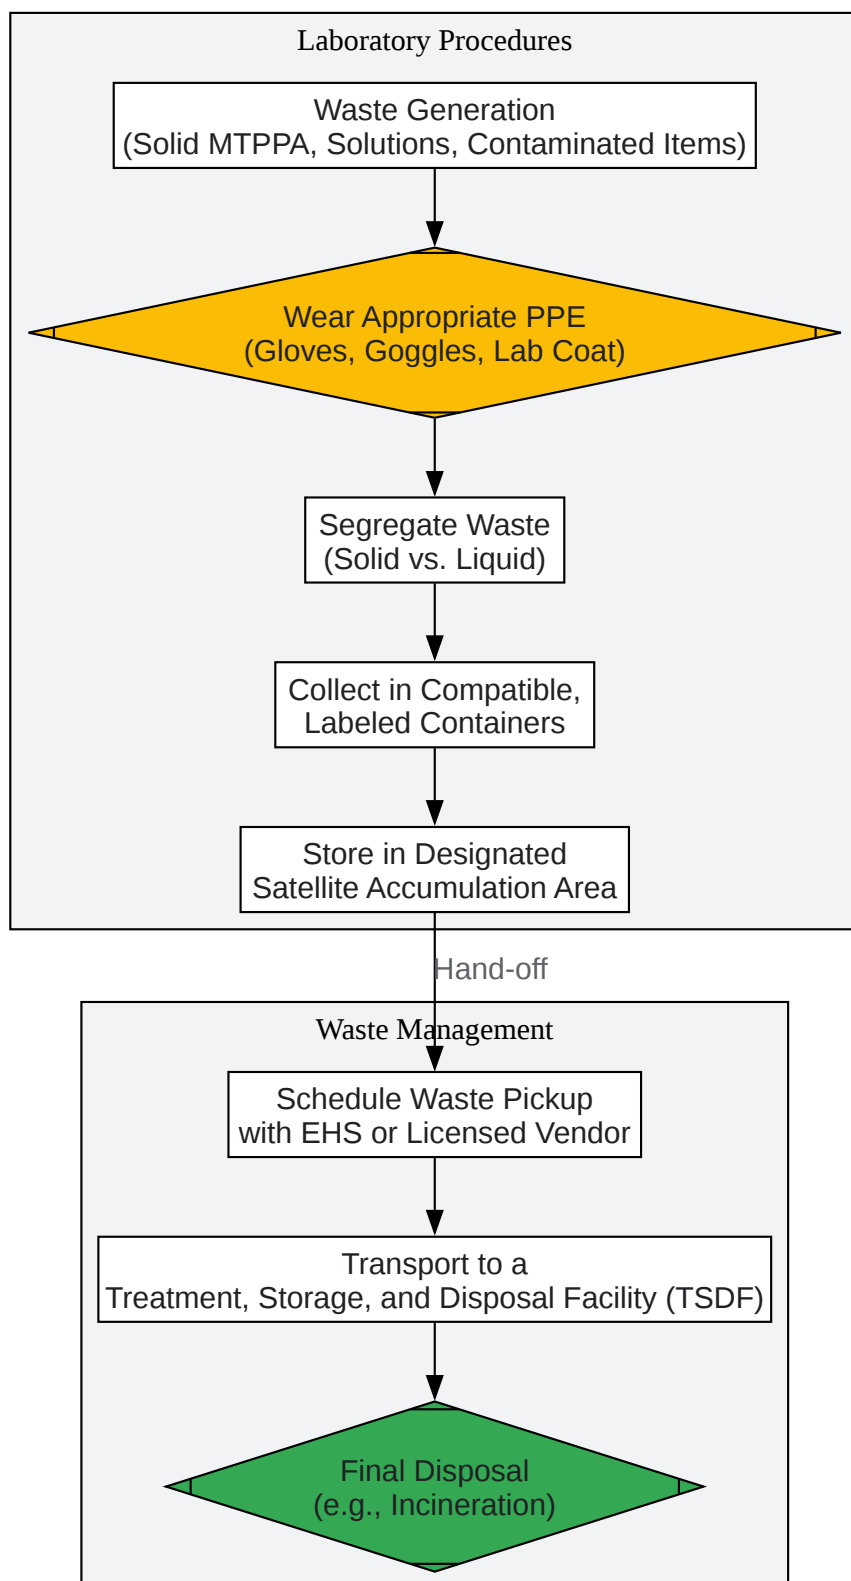 Laboratory Procedures
Waste Generation
(Solid MTPPA, Solutions, Contaminated Items)
Wear Appropriate PPE
(Gloves, Goggles, Lab Coat)
Segregate Waste
(Solid vs. Liquid)
Collect in Compatible,
Labeled Containers
Store in Designated
Satellite Accumulation Area
Hand-off
Waste Management
Schedule Waste Pickup
with EHS or Licensed Vendor
Transport to a
Treatment, Storage, and Disposal Facility (TSDF)
Final Disposal
(e.g., Incineration)